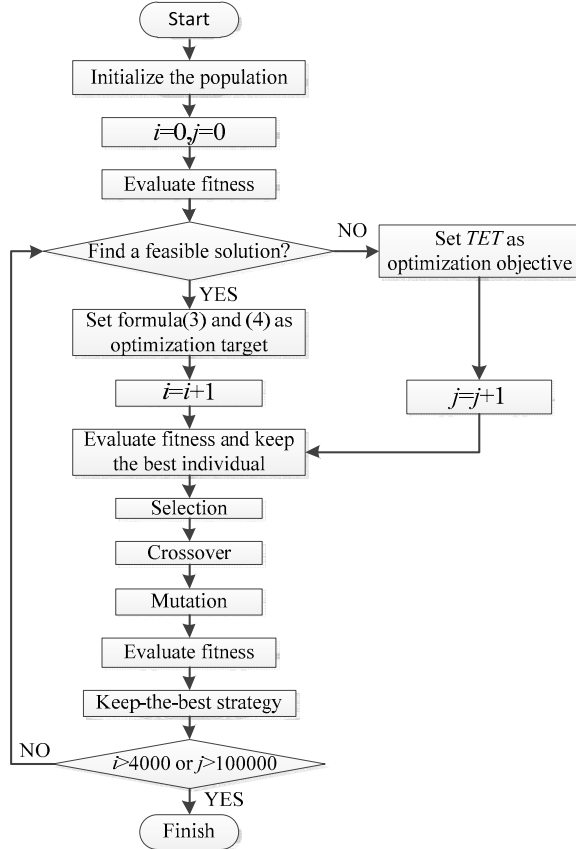 Start
Initialize the population
i=0,j=0
Evaluate fitness
Find a feasible solution?
NO
Set TET as
optimization objective
YES
Set formula(3) and (4) as
optimization target
i=i+1
j=j+1
Evaluate fitness and keep
the best individual
Selection
Crossover
Mutation
Evaluate fitness
Keep-the-best strategy
NO
i>4000 or j>100000
YES
Finish